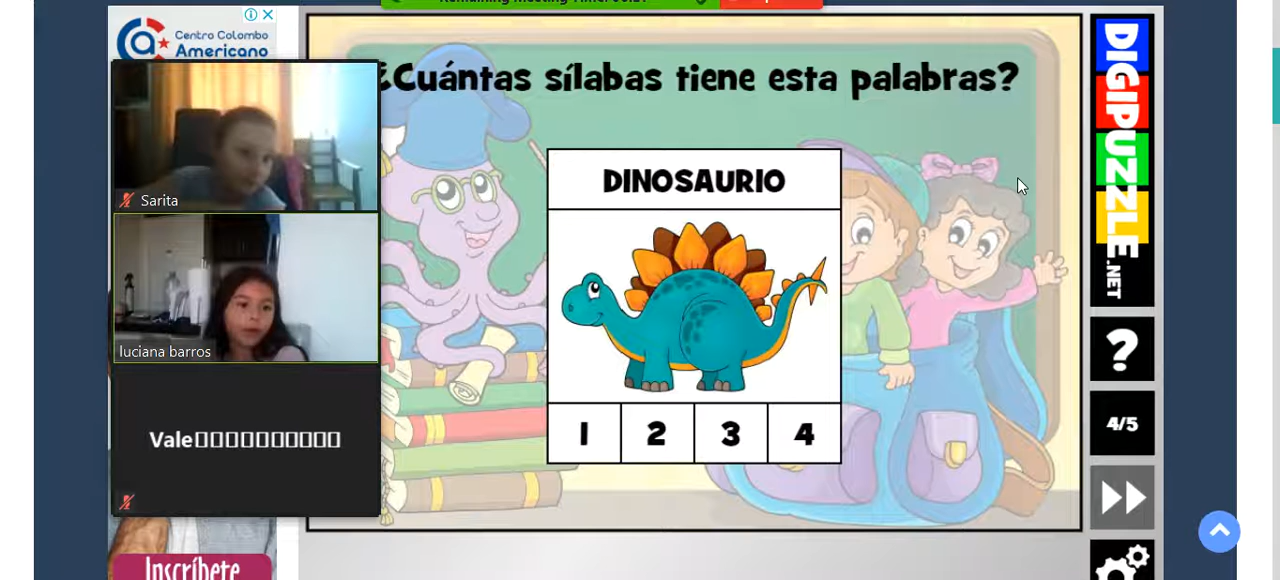 Centro Colombo
Americano
¿Cuántas sílabas tiene esta palabras?
DINOSAURIO
1 2 3 4
Sarita
luciana barros
Vale
Inscríbete
DIGIPUZZLE.NET
?
4/5